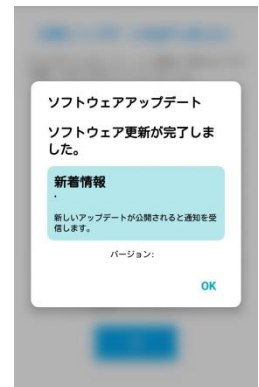 ソフトウェアアップデート
ソフトウェア更新が完了しま
した。
新着情報
・
新しいアップデートが公開されると通知を受
信します。
バージョン:
OK